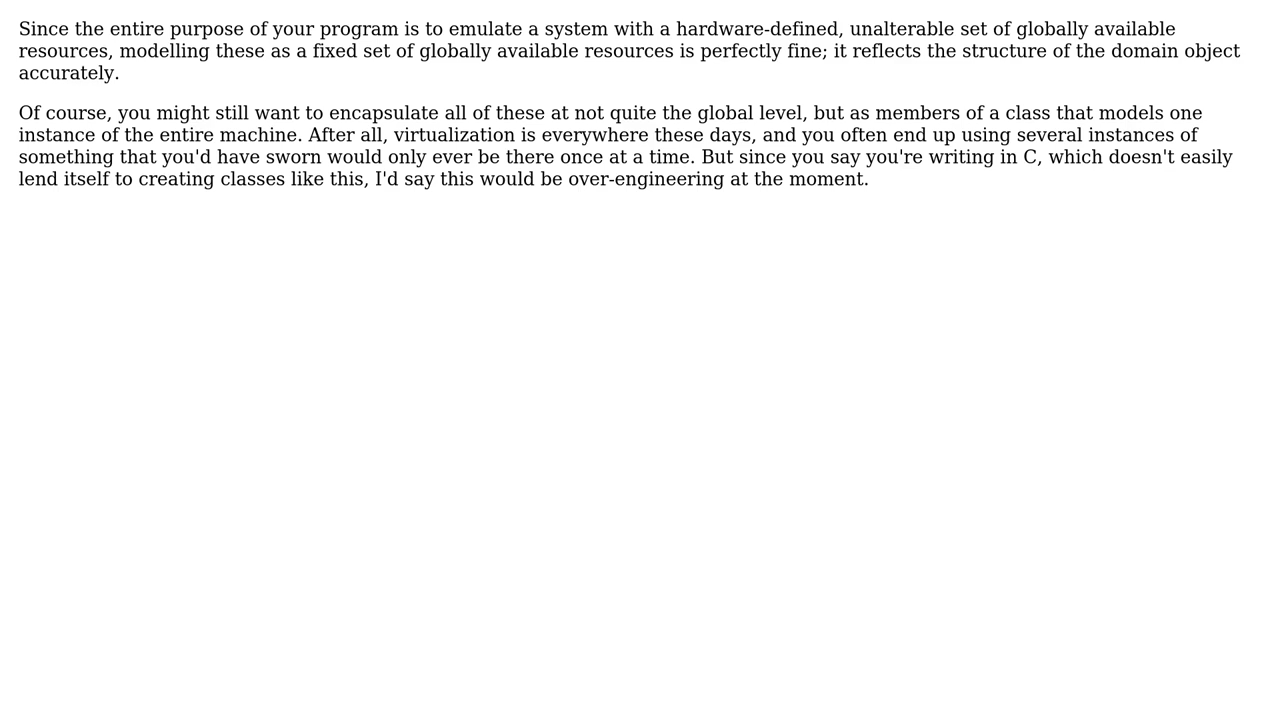 Since the entire purpose of your program is to emulate a system with a hardware-defined, unalterable set of globally available
resources, modelling these as a fixed set of globally available resources is perfectly fine; it reflects the structure of the domain object
accurately.
Of course, you might still want to encapsulate all of these at not quite the global level, but as members of a class that models one
instance of the entire machine. After all, virtualization is everywhere these days, and you often end up using several instances of
something that you'd have sworn would only ever be there once at a time. But since you say you're writing in C, which doesn't easily
lend itself to creating classes like this, I'd say this would be over-engineering at the moment.